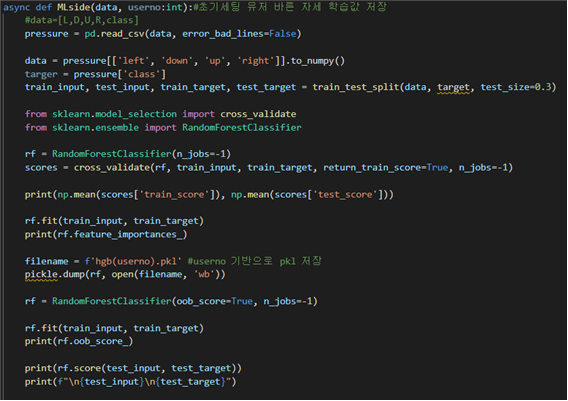 async def MLside(data, userno:int):#초기세팅 유저 바른 자세 학습값 저장
#data=[L,D,U,R,class]
pressure = pd.read_csv(data, error_bad_lines=False)
data = pressure[['left', 'down', 'up', 'right']].to_numpy()
targer = pressure['class']
train_input, test_input, train_target, test_target = train_test_split(data, target, test_size=0.3)
from sklearn.model_selection import cross_validate
from sklearn.ensemble import RandomForestClassifier
rf = RandomForestClassifier(n_jobs=-1)
scores = cross_validate(rf, train_input, train_target, return_train_score=True, n_jobs=-1)
print(np.mean(scores['train_score']), np.mean(scores['test_score']))
rf.fit(train_input, train_target)
print(rf.feature_importances_)
filename = f'hgb(userno).pkl' #userno 기반으로 pkl 저장
pickle.dump(rf, open(filename, 'wb'))
rf = RandomForestClassifier(oob_score=True, n_jobs=-1)
rf.fit(train_input, train_target)
print(rf.oob_score_)
print(rf.score(test_input, test_target))
print(f"\n{test_input}\n{test_target}")